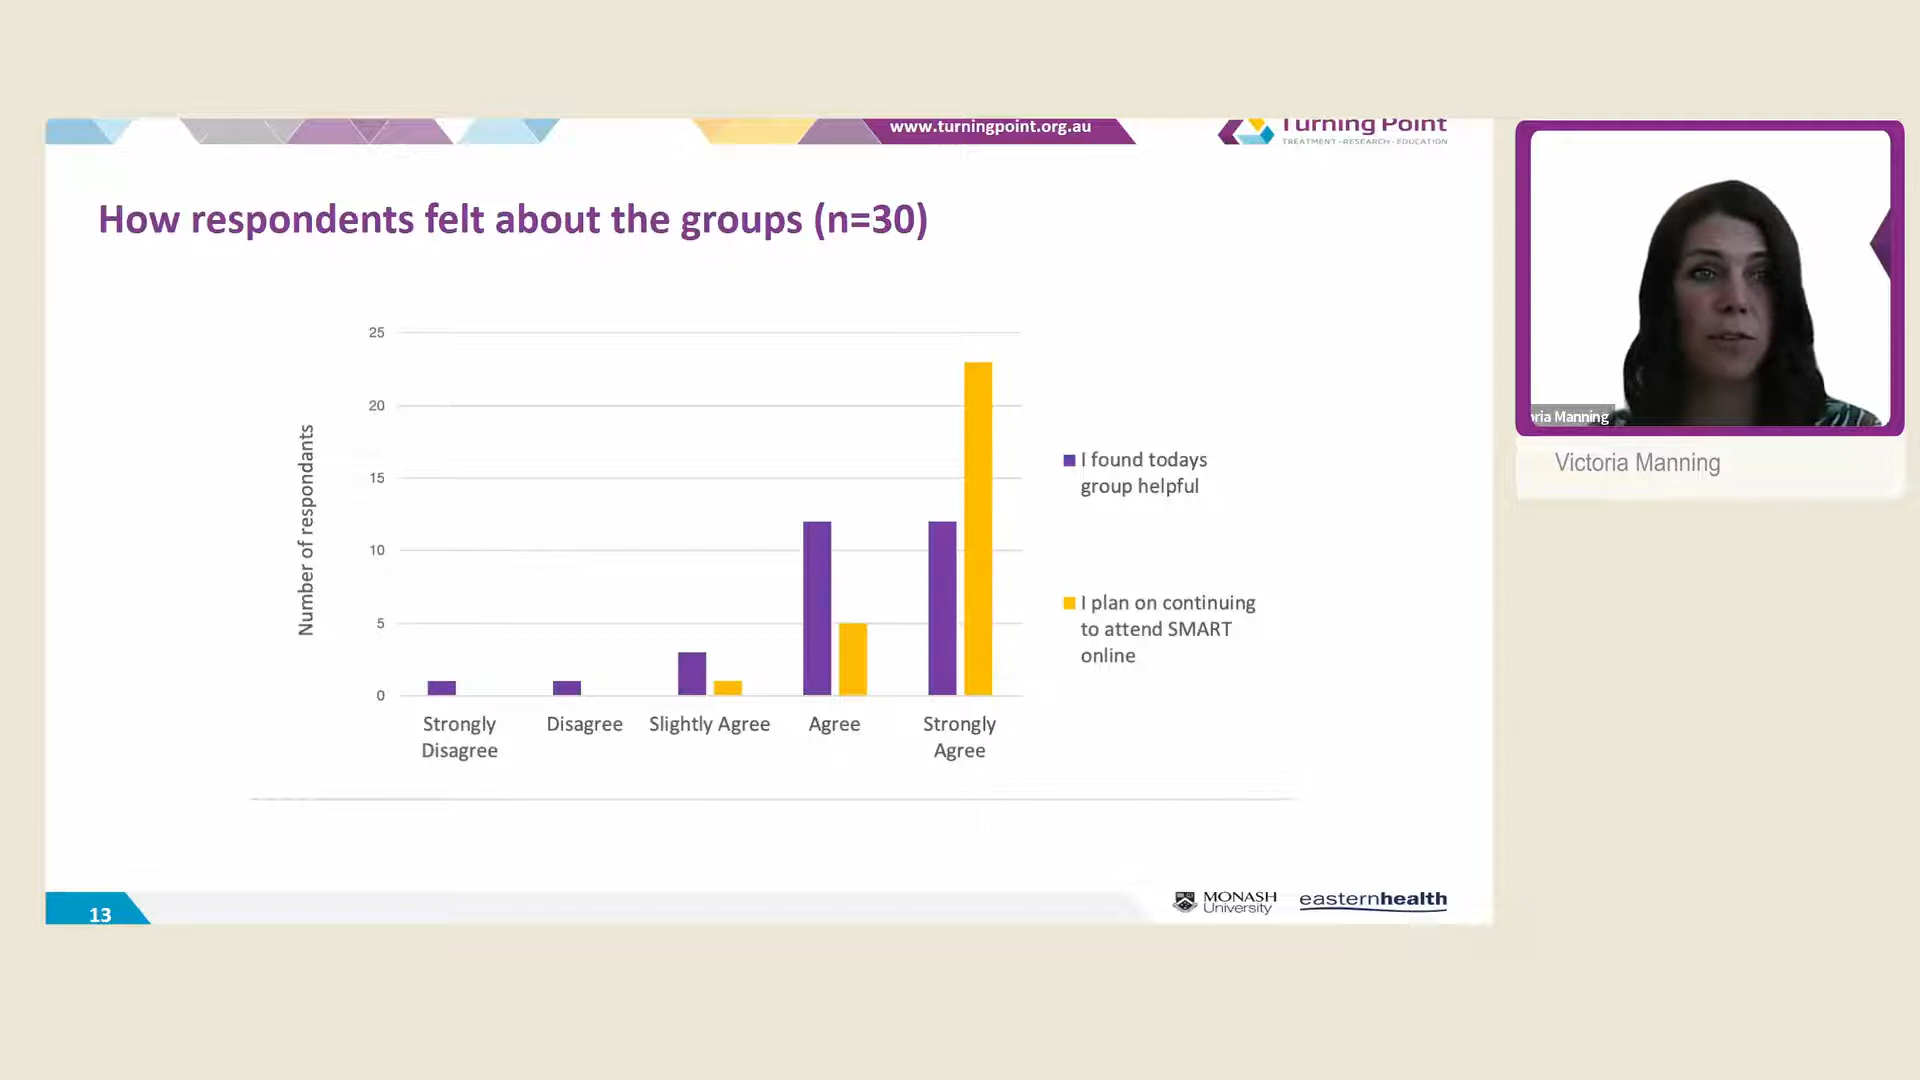 www.turningpoint.org.au
Turning Point
TREATMENT • RESEARCH • EDUCATION
How respondents felt about the groups (n=30)
25
20
15
10
5
0
Number of respondants
Strongly Disagree
Disagree
Slightly Agree
Agree
Strongly Agree
I found todays
group helpful
I plan on continuing
to attend SMART
online
13
MONASH
University
easternhealth
ria Manning
Victoria Manning